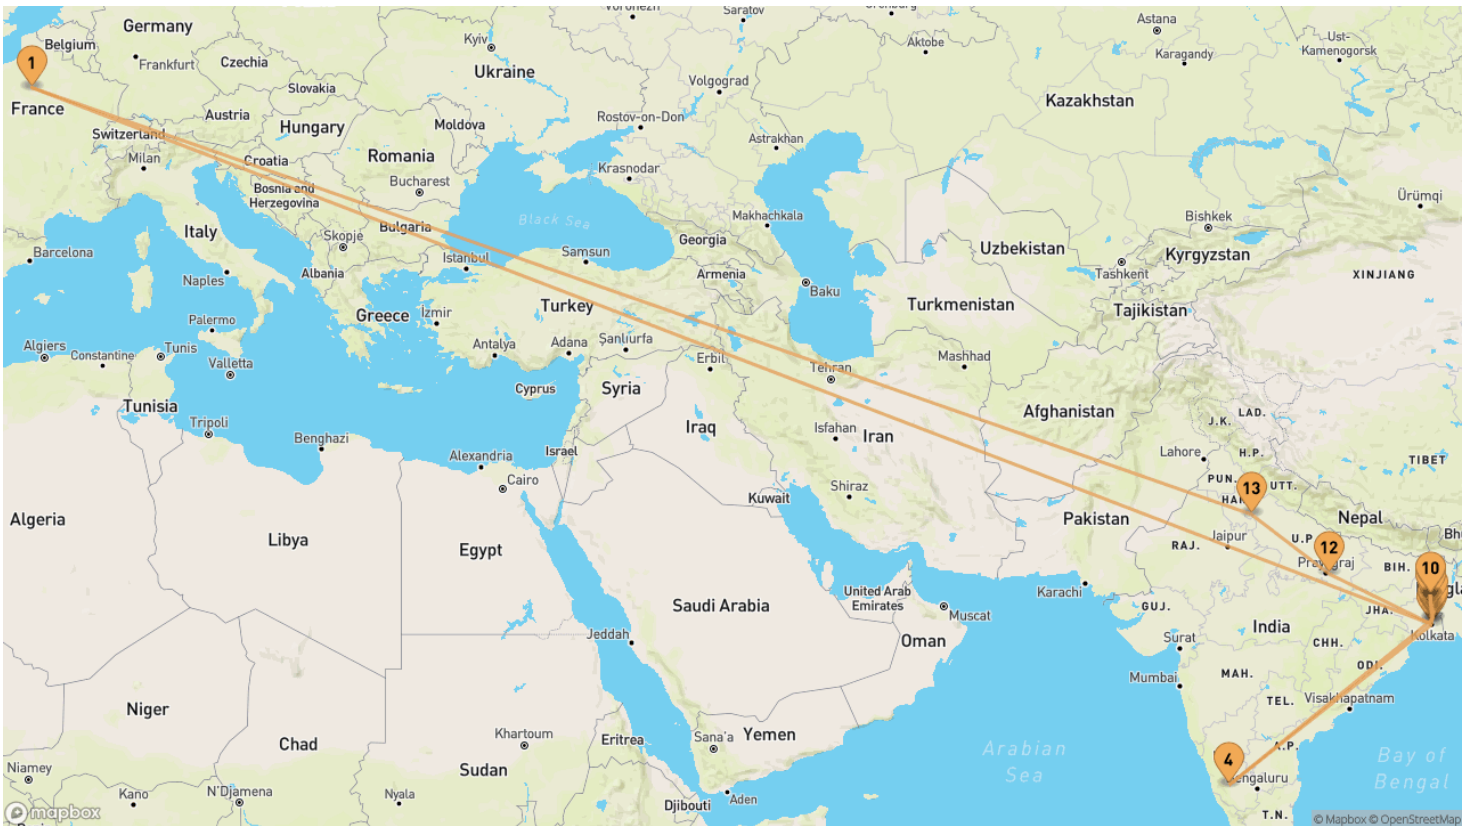 Germany
Belgium
Frankfurt
Czechia
Kyiv
Ukraine
Saratov
Aktobe
Astana
Karagandy
Ust-
Kamenogorsk
1
France
Slovakia
Austria
Hungary
Moldova
Volgograd
Rostov-on-Don
Kazakhstan
Switzerland
Milan
Croatia
Romania
Bucharest
Krasnodar
Astrakhan
Bosnia and
Herzegovina
Bulgaria
Black Sea
Makhachkala
Ürümqi
Bishkek
Italy
Skopje
Istanbul
Samsun
Georgia
Uzbekistan
Kyrgyzstan
Barcelona
Naples
Albania
Armenia
Tashkent
XINJIANG
Baku
Palermo
Greece
İzmir
Turkey
Turkmenistan
Tajikistan
Algiers
Constantine
Tunis
Valletta
Antalya
Adana
Şanlıurfa
Erbil
Tehran
Mashhad
Tunisia
Cyprus
Syria
Afghanistan
J.K.
LAD.
Tripoli
Benghazi
Iraq
Isfahan
Iran
Alexandria
Israel
Lahore
H.P.
TIBET
Cairo
Kuwait
Shiraz
PUN.
UTT.
13
Algeria
Libya
Egypt
Pakistan
Nepal
Jaipur
RAJ.
U.P.
12
BIH.
10
Saudi Arabia
United Arab
Emirates
Muscat
Karachi
GUJ.
JHA.
Jeddah
Oman
Surat
India
CHH.
Kolkata
Mumbai
MAH.
ODI.
TEL.
Visakhapatnam
Niger
Chad
Khartoum
Eritrea
Sana'a
Yemen
Arabian
Sea
A.P.
Bay of
Bengal
4
Bengaluru
Niamey
Kano
N'Djamena
Sudan
Nyala
Djibouti
Aden
T.N.
mapbox
© Mapbox © OpenStreetMap